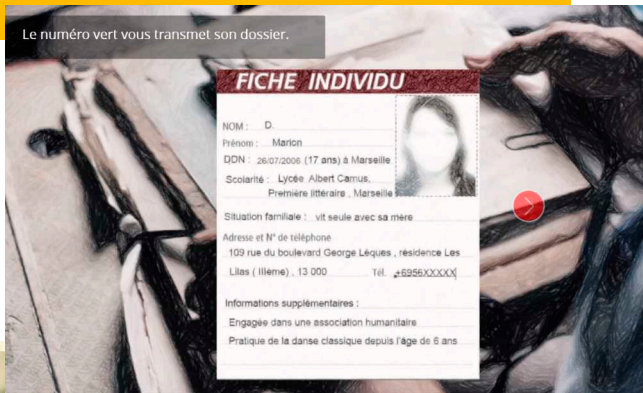 Le numéro vert vous transmet son dossier.
FICHE INDIVIDU
NOM : D.
Prénom : Marion
DDN : 26/07/2006 (17 ans) à Marseille
Scolarité : Lycée Albert Camus,
Première littéraire , Marseille
Situation familiale : vit seule avec sa mère
Adresse et N° de téléphone
109 rue du boulevard George Lèques , résidence Les
Lilas ( IIIème) , 13 000 Tél. +6956XXXXX
Informations supplémentaires :
Engagée dans une association humanitaire
Pratique de la danse classique depuis l'âge de 6 ans